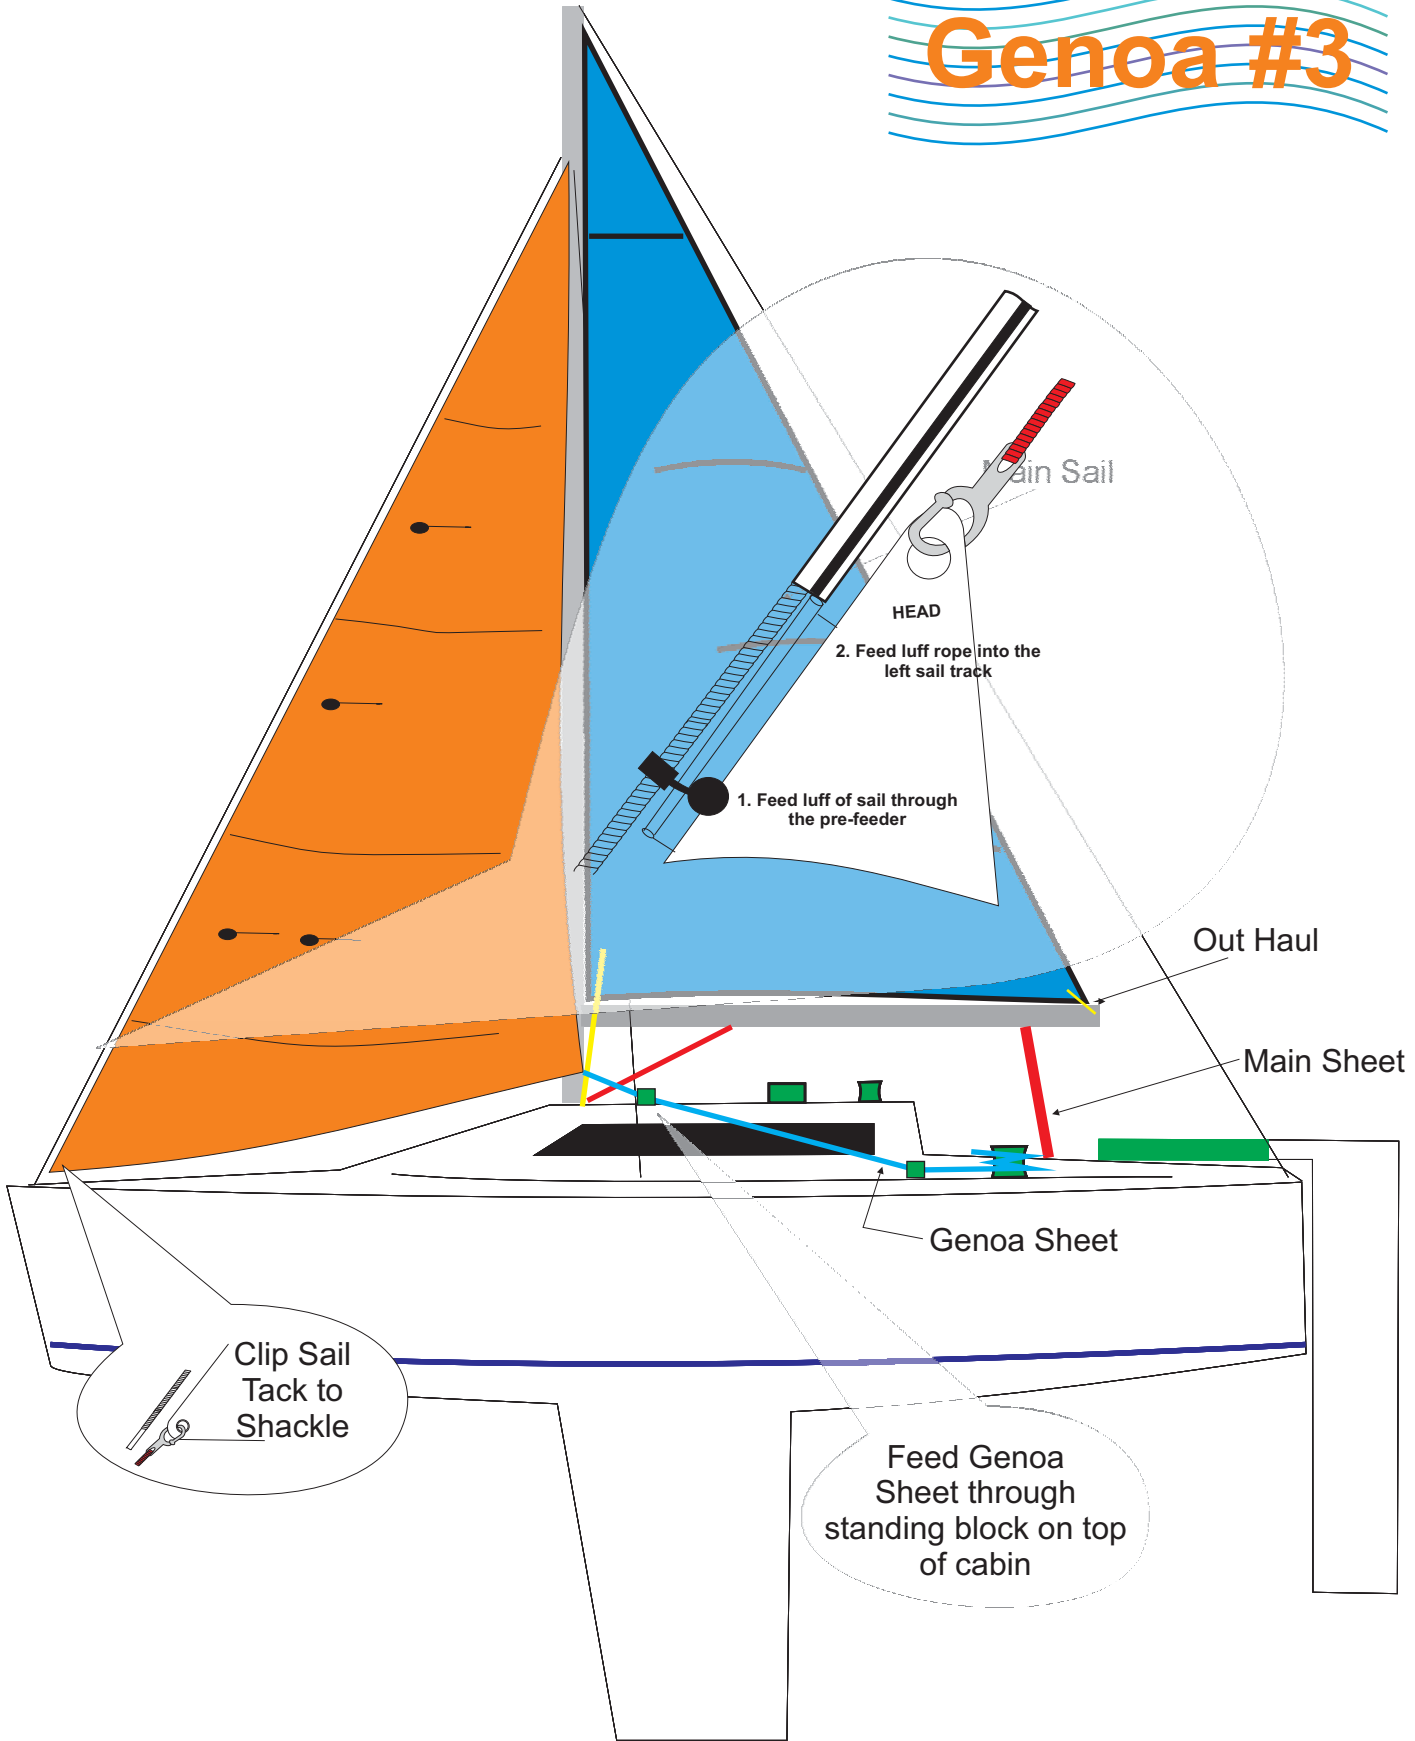 Genoa #3
Main Sail
HEAD
2. Feed luff rope into the
left sail track
1. Feed luff of sail through
the pre-feeder
Out Haul
Main Sheet
Genoa Sheet
Clip Sail
Tack to
Shackle
Feed Genoa
Sheet through
standing block on top
of cabin